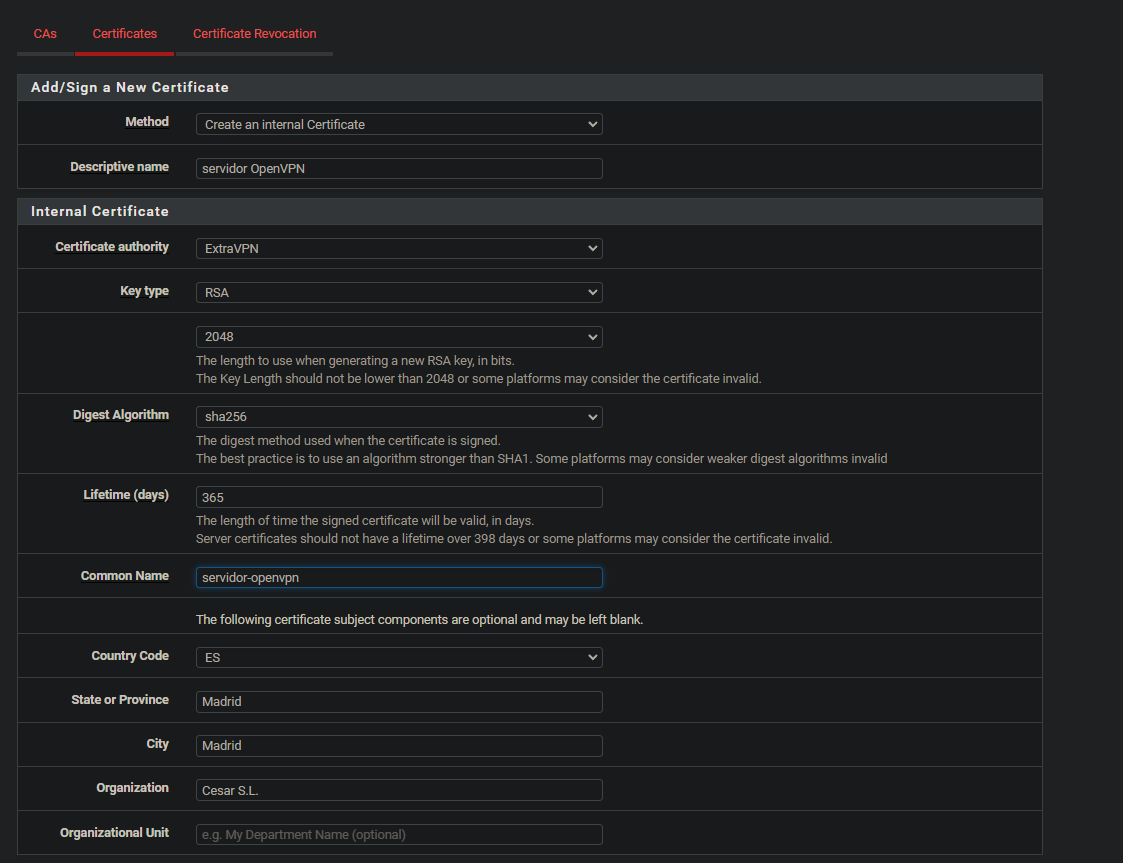 CAs Certificates Certificate Revocation
Add/Sign a New Certificate
Method Create an internal Certificate
Descriptive name servidor OpenVPN
Internal Certificate
Certificate authority ExtraVPN
Key type RSA
2048
The length to use when generating a new RSA key, in bits.
The Key Length should not be lower than 2048 or some platforms may consider the certificate invalid.
Digest Algorithm sha256
The digest method used when the certificate is signed.
The best practice is to use an algorithm stronger than SHA1. Some platforms may consider weaker digest algorithms invalid
Lifetime (days) 365
The length of time the signed certificate will be valid, in days.
Server certificates should not have a lifetime over 398 days or some platforms may consider the certificate invalid.
Common Name servidor-openvpn
The following certificate subject components are optional and may be left blank.
Country Code ES
State or Province Madrid
City Madrid
Organization Cesar S.L.
Organizational Unit e.g. My Department Name (optional)